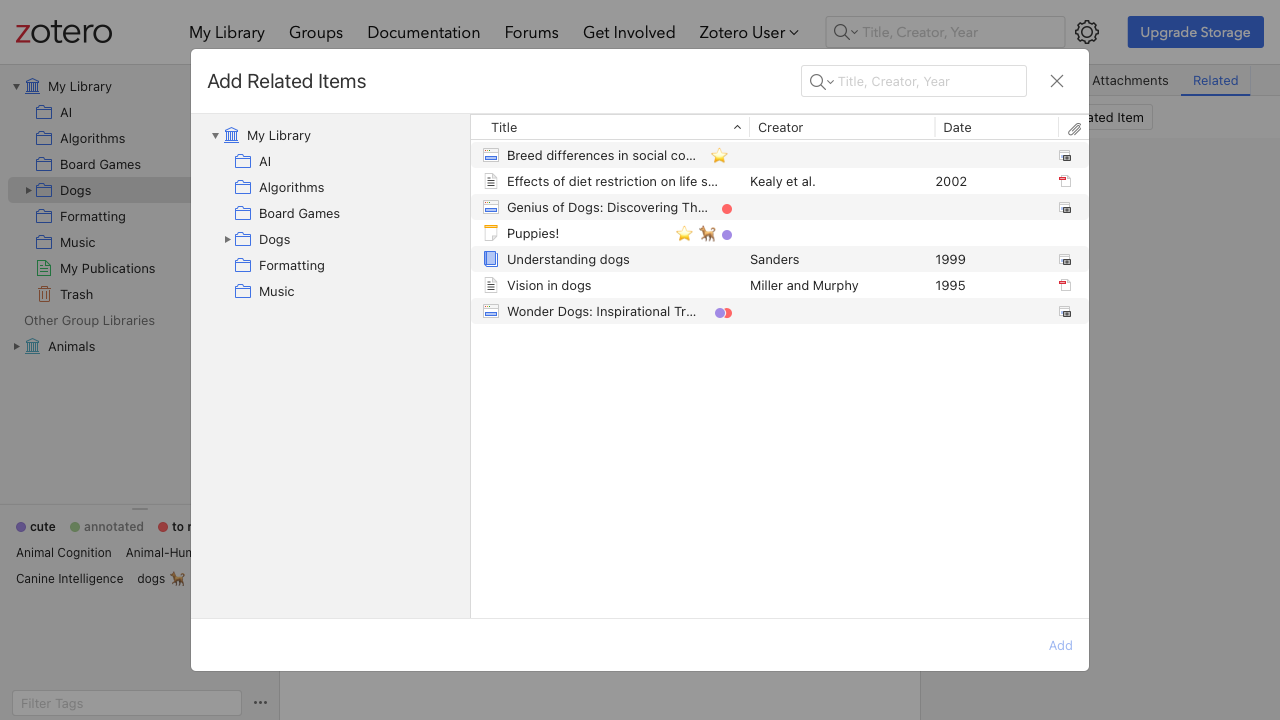 zotero
My Library
Groups
Documentation
Forums
Get Involved
Zotero User
Title, Creator, Year
Upgrade Storage
My Library
AI
Algorithms
Board Games
Dogs
Formatting
Music
My Publications
Trash
Other Group Libraries
Animals
cute
annotated
to r
Animal Cognition
Animal-Hun
Canine Intelligence
dogs
Filter Tags
Attachments
Related
ated Item
Add Related Items
Title, Creator, Year
My Library
AI
Algorithms
Board Games
Dogs
Formatting
Music
Title Creator Date
Breed differences in social co...
Effects of diet restriction on life s... Kealy et al. 2002
Genius of Dogs: Discovering Th...
Puppies!
Understanding dogs Sanders 1999
Vision in dogs Miller and Murphy 1995
Wonder Dogs: Inspirational Tr...
Add